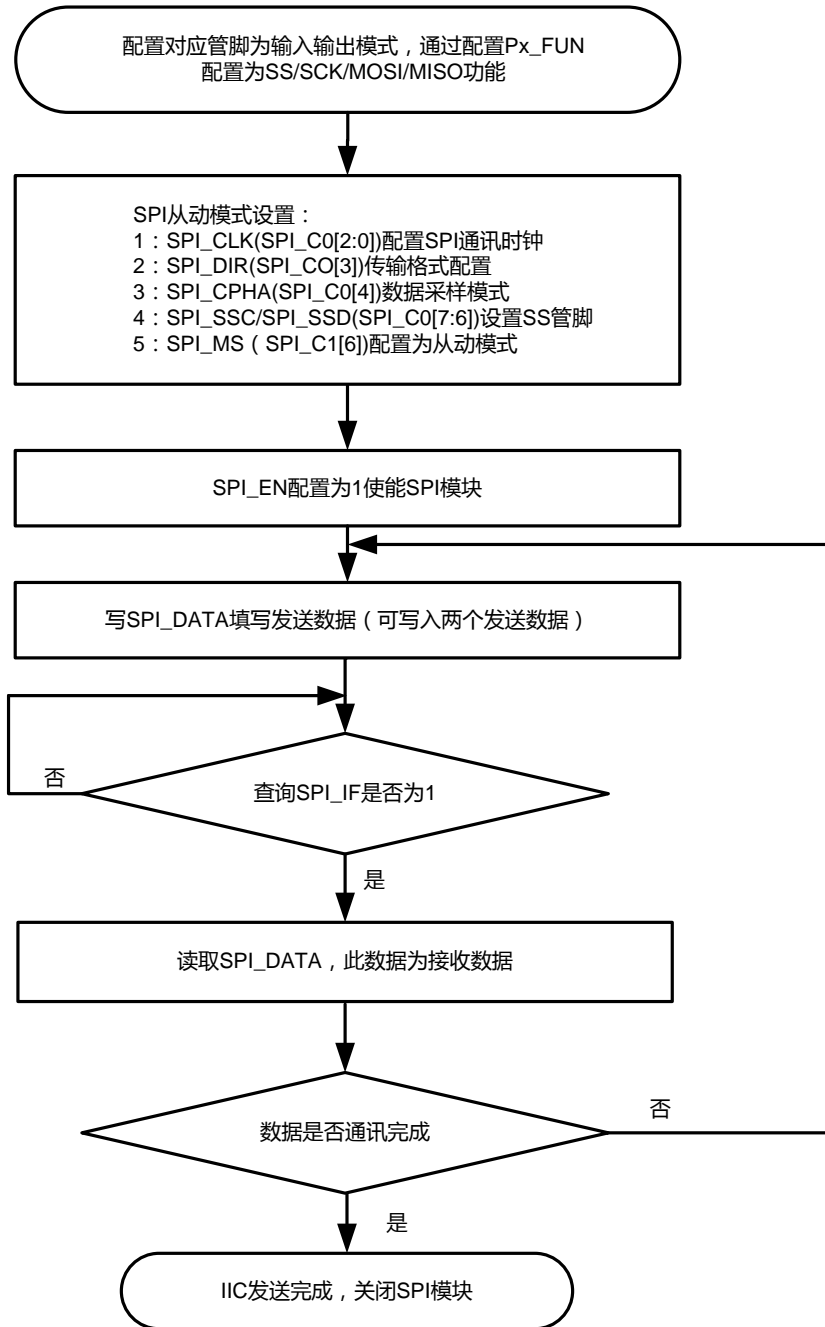 配置对应管脚为输入输出模式，通过配置Px_FUN
配置为SS/SCK/MOSI/MISO功能
SPI从动模式设置：
1：SPI_CLK(SPI_C0[2:0])配置SPI通讯时钟
2：SPI_DIR(SPI_CO[3])传输格式配置
3：SPI_CPHA(SPI_C0[4])数据采样模式
4：SPI_SSC/SPI_SSD(SPI_C0[7:6])设置SS管脚
5：SPI_MS（SPI_C1[6])配置为从动模式
SPI_EN配置为1使能SPI模块
写SPI_DATA填写发送数据（可写入两个发送数据）
否
查询SPI_IF是否为1
是
读取SPI_DATA，此数据为接收数据
否
数据是否通讯完成
是
IIC发送完成，关闭SPI模块